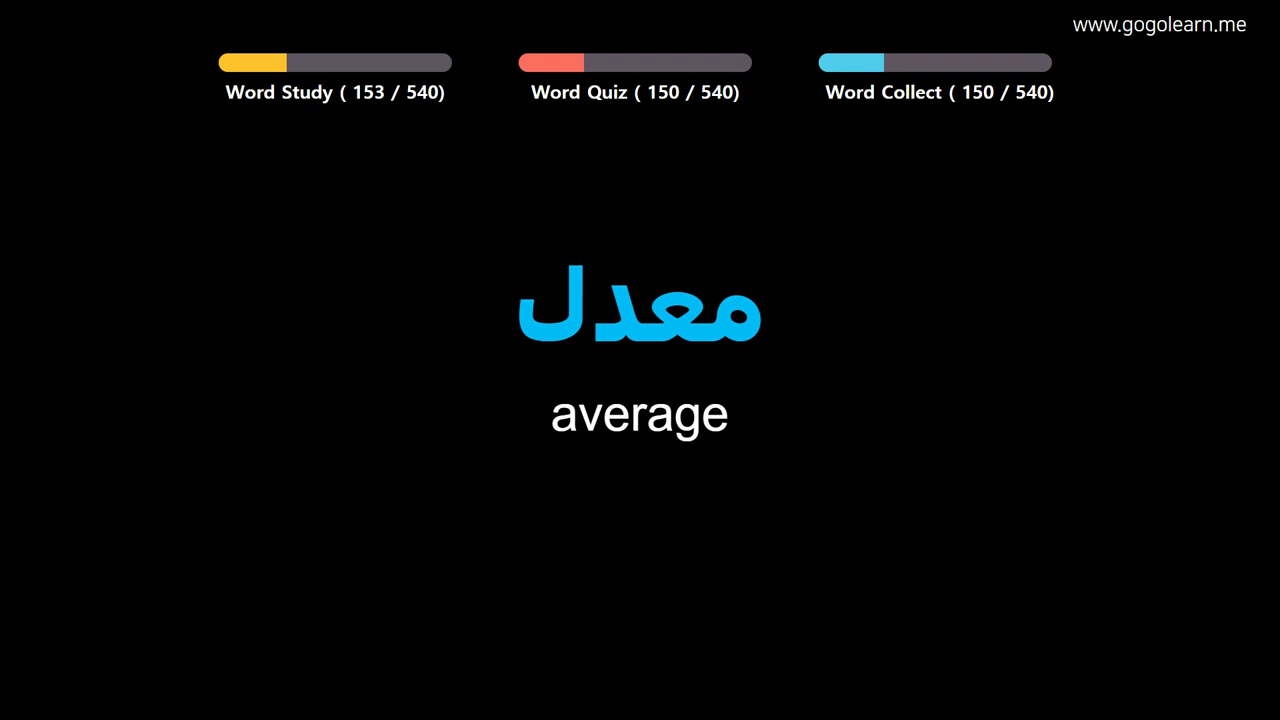 www.gogolearn.me
Word Study ( 153 / 540)
Word Quiz ( 150 / 540)
Word Collect ( 150 / 540)
معدل
average